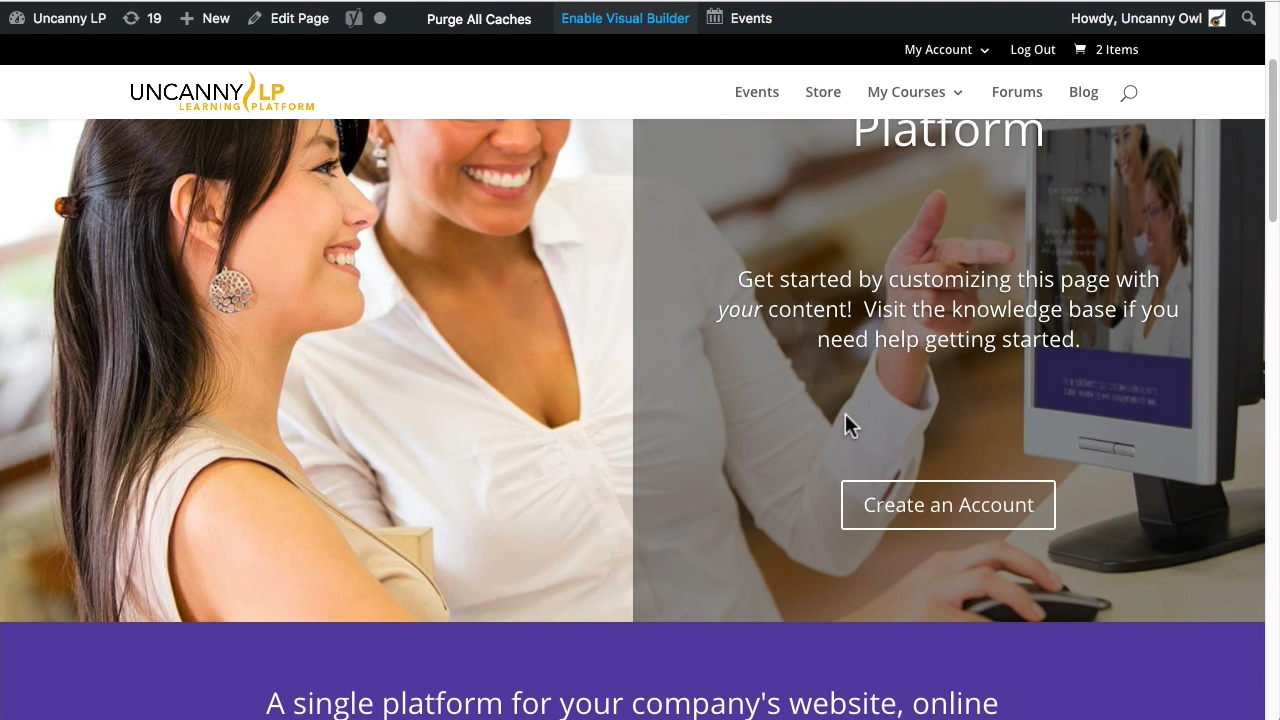 Uncanny LP 19 New Edit Page Purge All Caches Enable Visual Builder Events Howdy, Uncanny Owl
My Account Log Out 2 Items
UNCANNY LP
LEARNING PLATFORM
Events Store My Courses Forums Blog
Platform
Get started by customizing this page with
your content! Visit the knowledge base if you
need help getting started.
Create an Account
A single platform for your company's website, online